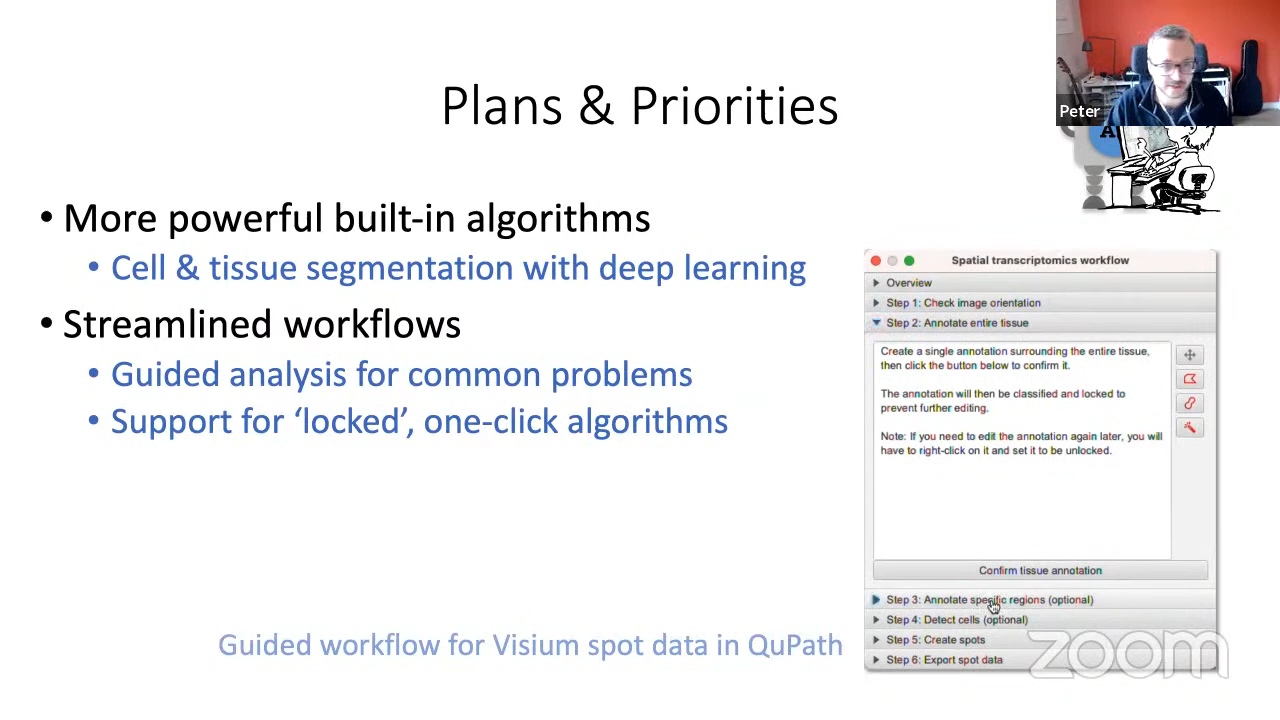 Peter
A
Plans & Priorities
• More powerful built-in algorithms
• Cell & tissue segmentation with deep learning
• Streamlined workflows
• Guided analysis for common problems
• Support for ‘locked’, one-click algorithms
Guided workflow for Visium spot data in QuPath
Spatial transcriptomics workflow
Overview
Step 1: Check image orientation
Step 2: Annotate entire tissue
Create a single annotation surrounding the entire tissue,
then click the button below to confirm it.
The annotation will then be classified and locked to
prevent further editing.
Note: If you need to edit the annotation again later, you will
have to right-click on it and set it to be unlocked.
Confirm tissue annotation
Step 3: Annotate specific regions (optional)
Step 4: Detect cells (optional)
Step 5: Create spots
Step 6: Export spot data
zoom